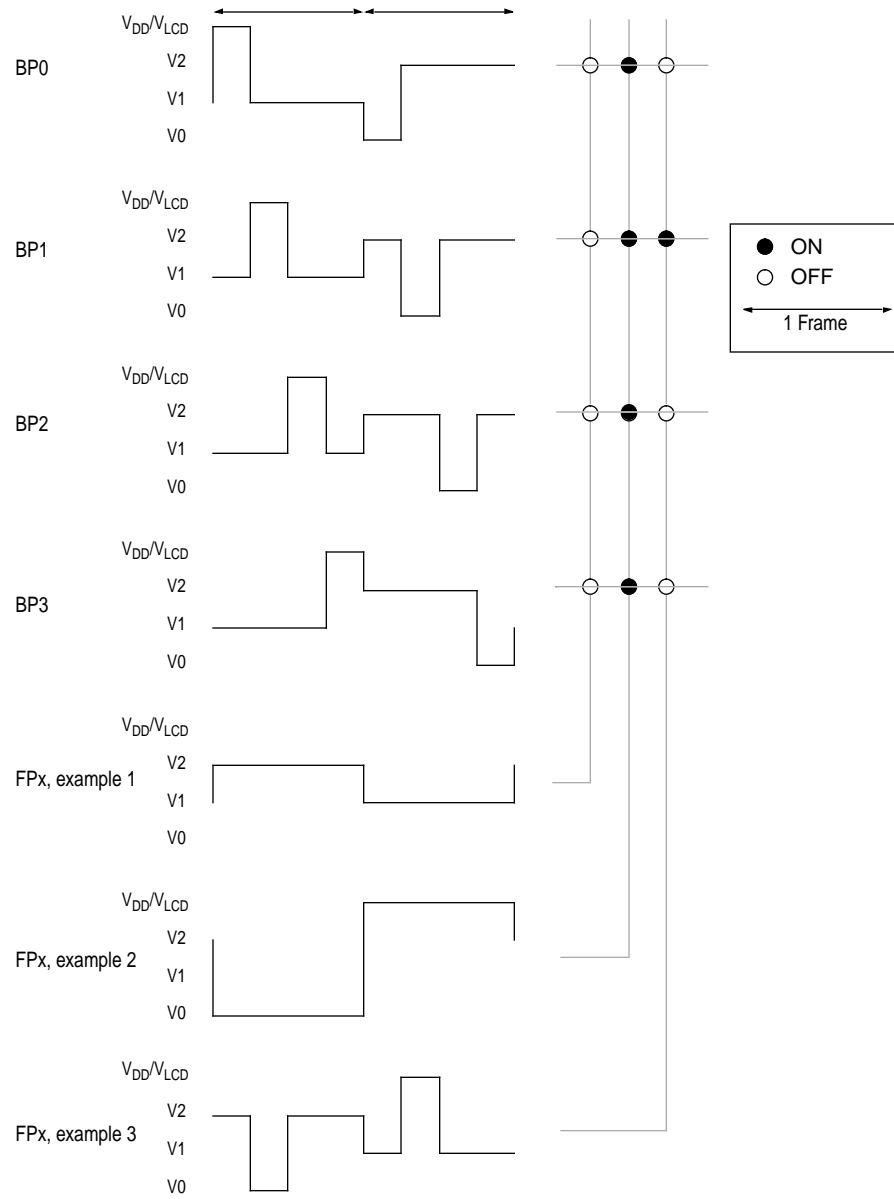 VDD/VLCD
BP0
V2
V1
V0
VDD/VLCD
BP1
V2
V1
V0
ON
OFF
1 Frame
VDD/VLCD
BP2
V2
V1
V0
VDD/VLCD
BP3
V2
V1
V0
VDD/VLCD
V2
FPx, example 1
V1
V0
VDD/VLCD
V2
FPx, example 2
V1
V0
VDD/VLCD
V2
FPx, example 3
V1
V0